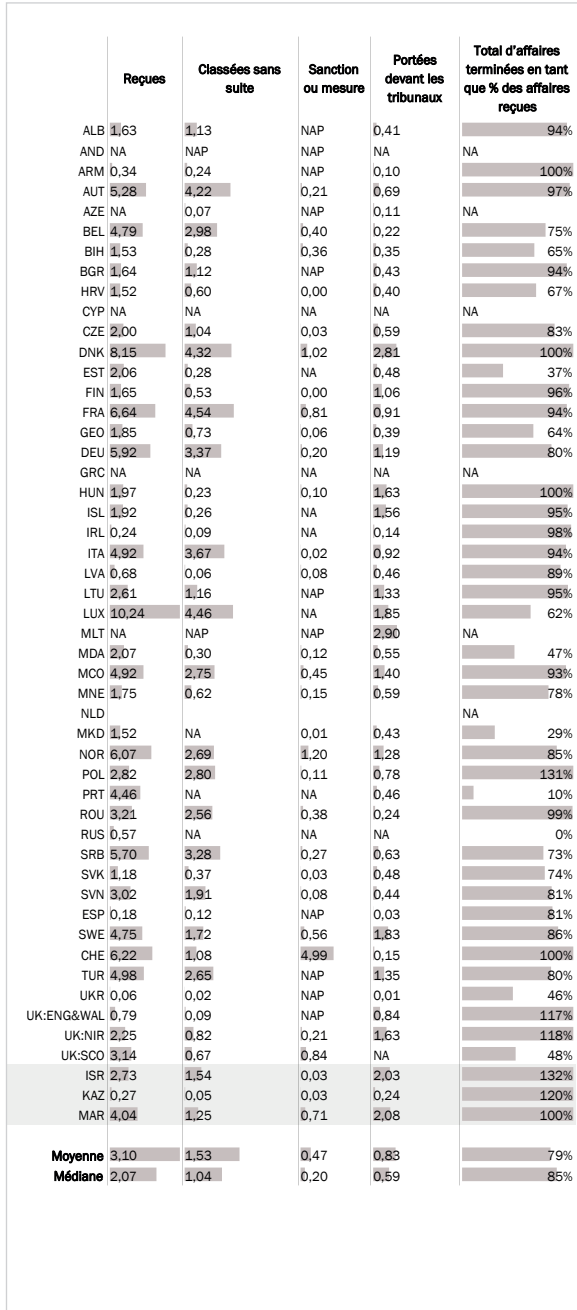 Reçues Classées sans suite Sanction ou mesure Portées devant les tribunaux Total d'affaires terminées en tant que % des affaires reçues
ALB 1,63 1,13 NAP 0,41 94%
AND NA NAP NAP NA NA
ARM 0,34 0,24 NAP 0,10 100%
AUT 5,28 4,22 0,21 0,69 97%
AZE NA 0,07 NAP 0,11 NA
BEL 4,79 2,98 0,40 0,22 75%
BIH 1,53 0,28 0,36 0,35 65%
BGR 1,64 1,12 NAP 0,43 94%
HRV 1,52 0,60 0,00 0,40 67%
CYP NA NA NA NA NA
CZE 2,00 1,04 0,03 0,59 83%
DNK 8,15 4,32 1,02 2,81 100%
EST 2,06 0,28 NA 0,48 37%
FIN 1,65 0,53 0,00 1,06 96%
FRA 6,64 4,54 0,81 0,91 94%
GEO 1,85 0,73 0,06 0,39 64%
DEU 5,92 3,37 0,20 1,19 80%
GRC NA NA NA NA NA
HUN 1,97 0,23 0,10 1,63 100%
ISL 1,92 0,26 NA 1,56 95%
IRL 0,24 0,09 NA 0,14 98%
ITA 4,92 3,67 0,02 0,92 94%
LVA 0,68 0,06 0,08 0,46 89%
LTU 2,61 1,16 NAP 1,33 95%
LUX 10,24 4,46 NA 1,85 62%
MLT NA NAP NAP 2,90 NA
MDA 2,07 0,30 0,12 0,55 47%
MCO 4,92 2,75 0,45 1,40 93%
MNE 1,75 0,62 0,15 0,59 78%
NLD NA
MKD 1,52 NA 0,01 0,43 29%
NOR 6,07 2,69 1,20 1,28 85%
POL 2,82 2,80 0,11 0,78 131%
PRT 4,46 NA NA 0,46 10%
ROU 3,21 2,56 0,38 0,24 99%
RUS 0,57 NA NA NA 0%
SRB 5,70 3,28 0,27 0,63 73%
SVK 1,18 0,37 0,03 0,48 74%
SVN 3,02 1,91 0,08 0,44 81%
ESP 0,18 0,12 NAP 0,03 81%
SWE 4,75 1,72 0,56 1,83 86%
CHE 6,22 1,08 4,99 0,15 100%
TUR 4,98 2,65 NAP 1,35 80%
UKR 0,06 0,02 NAP 0,01 46%
UK:ENG&WAL 0,79 0,09 NAP 0,84 117%
UK:NIR 2,25 0,82 0,21 1,63 118%
UK:SCO 3,14 0,67 0,84 NA 48%
ISR 2,73 1,54 0,03 2,03 132%
KAZ 0,27 0,05 0,03 0,24 120%
MAR 4,04 1,25 0,71 2,08 100%
Moyenne 3,10 1,53 0,47 0,83 79%
Médiane 2,07 1,04 0,20 0,59 85%